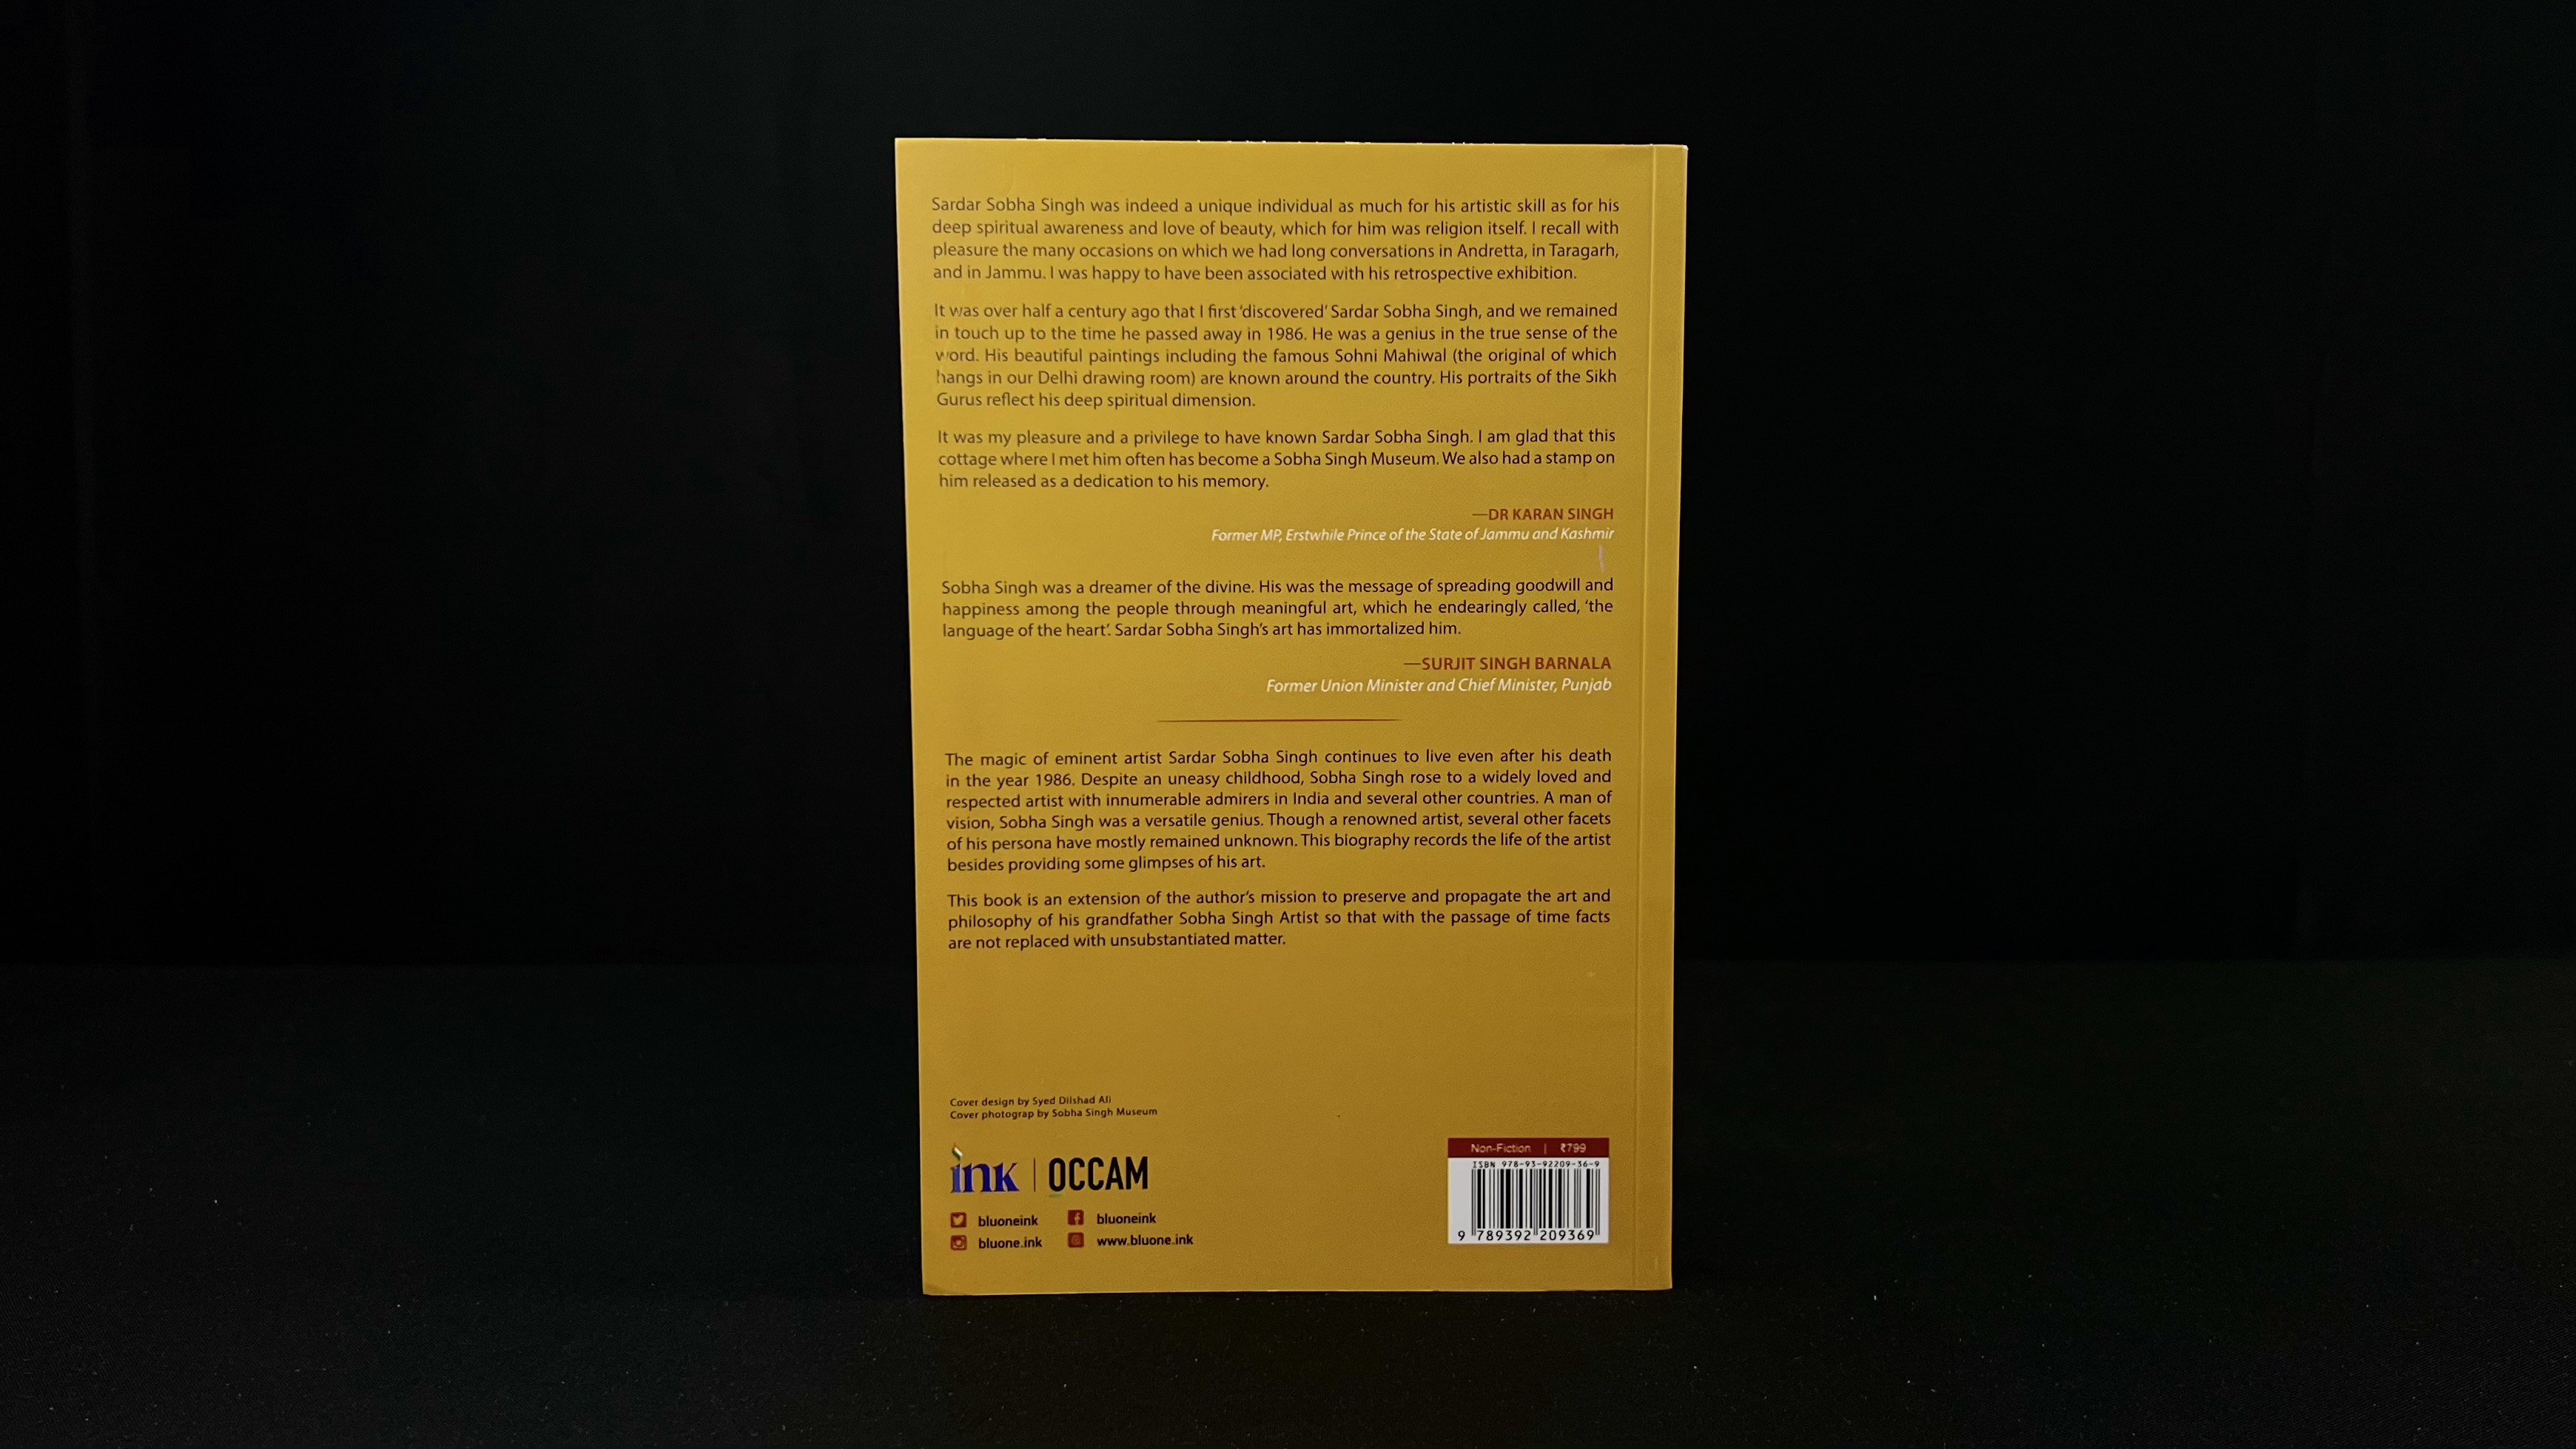 Sardar Sobha Singh was indeed a unique individual as much for his artistic skill as for his
deep spiritual awareness and love of beauty, which for him was religion itself. I recall with
pleasure the many occasions on which we had long conversations in Andretta, in Taragarh,
and in Jammu. I was happy to have been associated with his retrospective exhibition.
It was over half a century ago that I first ‘discovered’ Sardar Sobha Singh, and we remained
in touch up to the time he passed away in 1986. He was a genius in the true sense of the
word. His beautiful paintings including the famous Sohni Mahiwal (the original of which
hangs in our Delhi drawing room) are known around the country. His portraits of the Sikh
Gurus reflect his deep spiritual dimension.
It was my pleasure and a privilege to have known Sardar Sobha Singh. I am glad that this
cottage where I met him often has become a Sobha Singh Museum. We also had a stamp on
him released as a dedication to his memory.
—DR KARAN SINGH
Former MP, Erstwhile Prince of the State of Jammu and Kashmir
Sobha Singh was a dreamer of the divine. His was the message of spreading goodwill and
happiness among the people through meaningful art, which he endearingly called, ‘the
language of the heart’. Sardar Sobha Singh’s art has immortalized him.
—SURJIT SINGH BARNALA
Former Union Minister and Chief Minister, Punjab
The magic of eminent artist Sardar Sobha Singh continues to live even after his death
in the year 1986. Despite an uneasy childhood, Sobha Singh rose to a widely loved and
respected artist with innumerable admirers in India and several other countries. A man of
vision, Sobha Singh was a versatile genius. Though a renowned artist, several other facets
of his persona have mostly remained unknown. This biography records the life of the artist
besides providing some glimpses of his art.
This book is an extension of the author’s mission to preserve and propagate the art and
philosophy of his grandfather Sobha Singh Artist so that with the passage of time facts
are not replaced with unsubstantiated matter.
Cover design by Syed Dilshad Ali
Cover photograp by Sobha Singh Museum
ink | OCCAM
bluoneink bluoneink
bluone.ink www.bluone.ink
Non-Fiction | ₹799
ISBN 978-93-92209-36-9
9 789392 209369